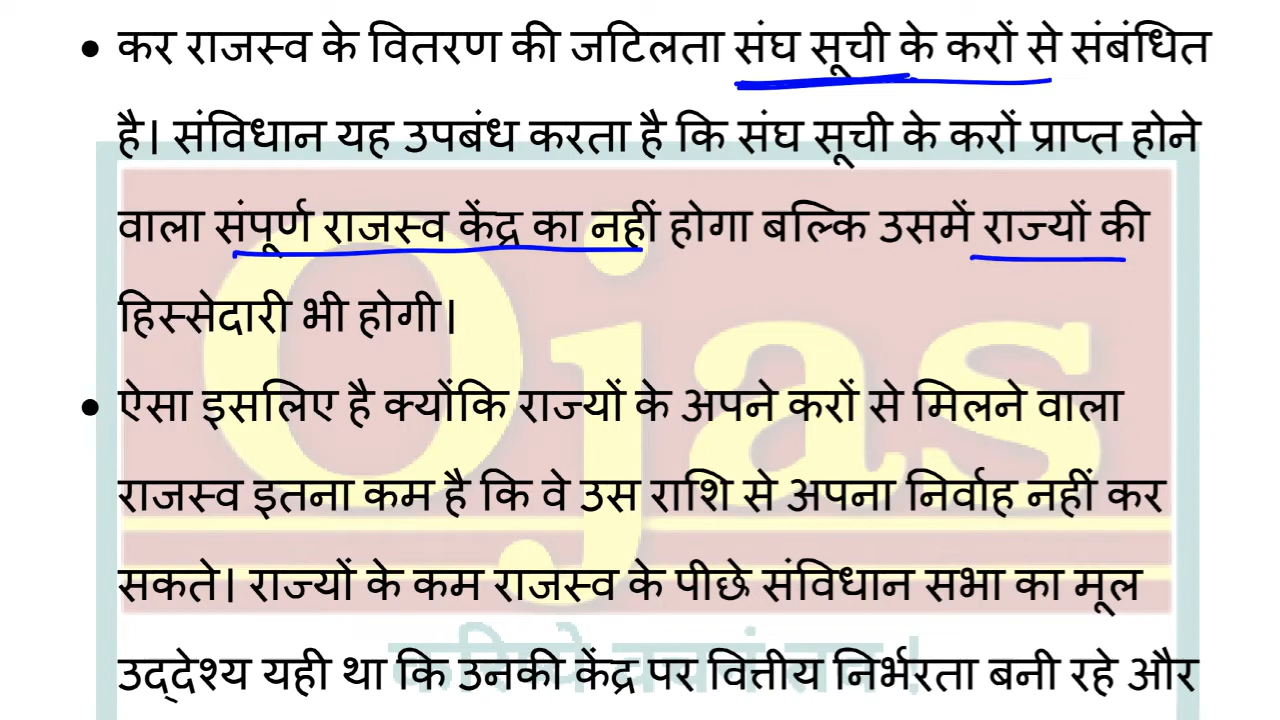 • कर राजस्व के वितरण की जटिलता संघ सूची के करों से संबंधित
है। संविधान यह उपबंध करता है कि संघ सूची के करों प्राप्त होने
वाला संपूर्ण राजस्व केंद्र का नहीं होगा बल्कि उसमें राज्यों की
हिस्सेदारी भी होगी।
• ऐसा इसलिए है क्योंकि राज्यों के अपने करों से मिलने वाला
राजस्व इतना कम है कि वे उस राशि से अपना निर्वाह नहीं कर
सकते। राज्यों के कम राजस्व के पीछे संविधान सभा का मूल
उद्देश्य यही था कि उनकी केंद्र पर वित्तीय निर्भरता बनी रहे और
Ojas